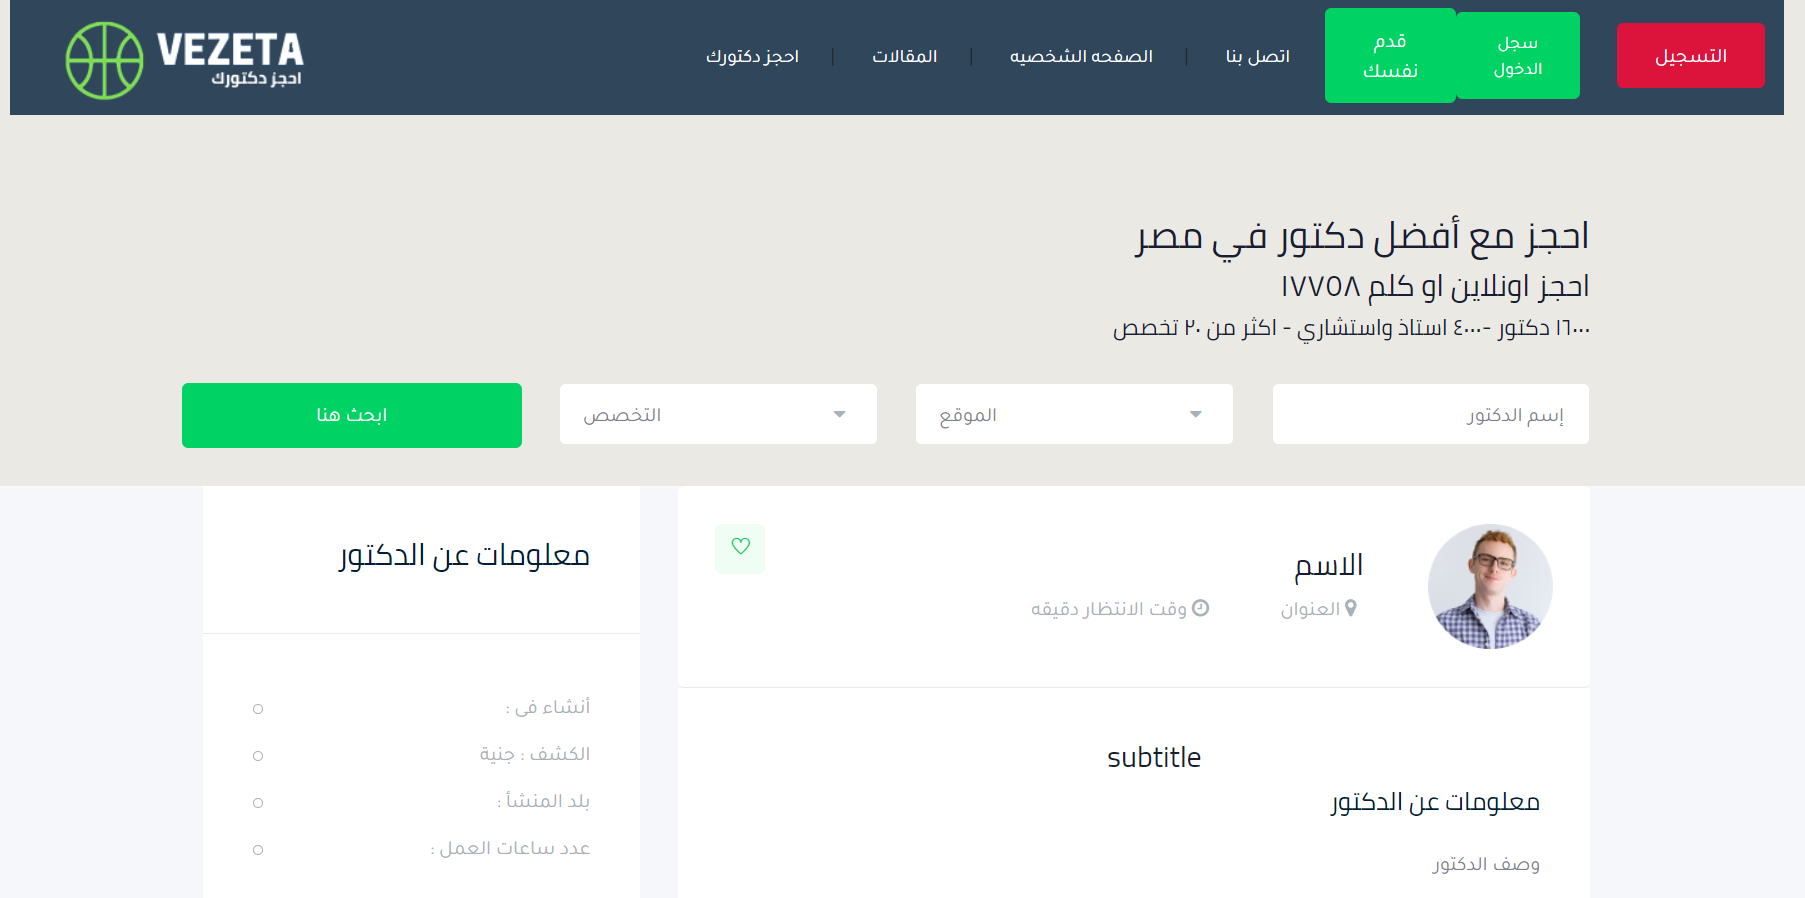 التسجيل
سجل
الدخول
قدم
نفسك
اتصل بنا
الصفحه الشخصيه
المقالات
احجز دكتورك
VEZETA
احجز دكتورك
احجز مع أفضل دكتور في مصر
احجز اونلاين او كلم ١٧٧٥٨
١٦٠٠٠ دكتور -٤٠٠٠ استاذ واستشاري - اكثر من ٢٠ تخصص
إسم الدكتور
الموقع
التخصص
ابحث هنا
الاسم
العنوان
وقت الانتظار دقيقه
subtitle
معلومات عن الدكتور
وصف الدكتور
معلومات عن الدكتور
أنشاء فى :
الكشف : جنية
بلد المنشأ :
عدد ساعات العمل :